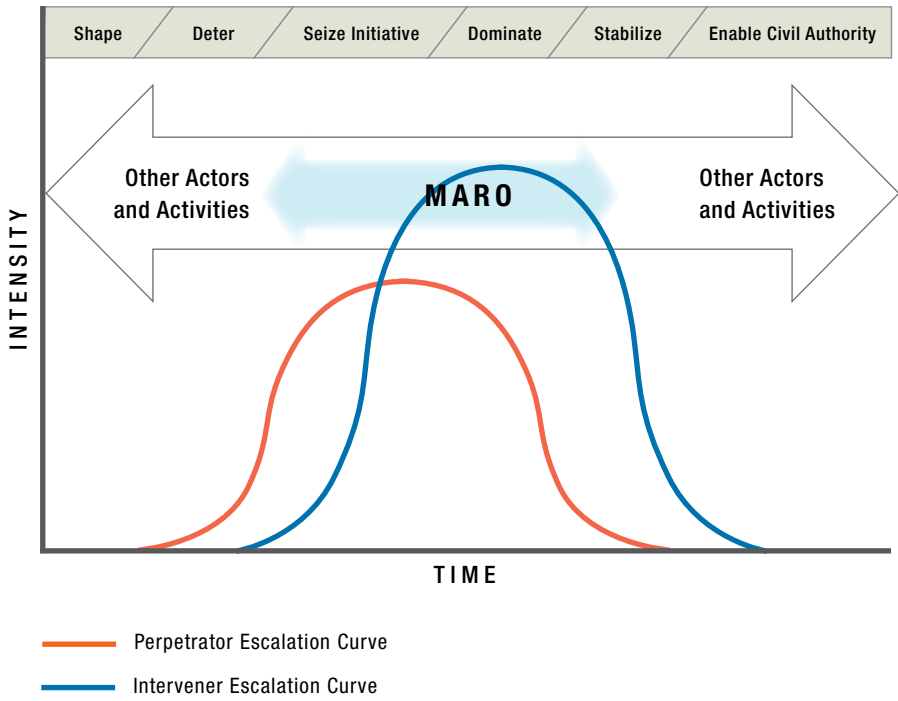 Shape Deter Seize Initiative Dominate Stabilize Enable Civil Authority
Other Actors
and Activities
MARO
Other Actors
and Activities
INTENSITY
TIME
Perpetrator Escalation Curve
Intervener Escalation Curve